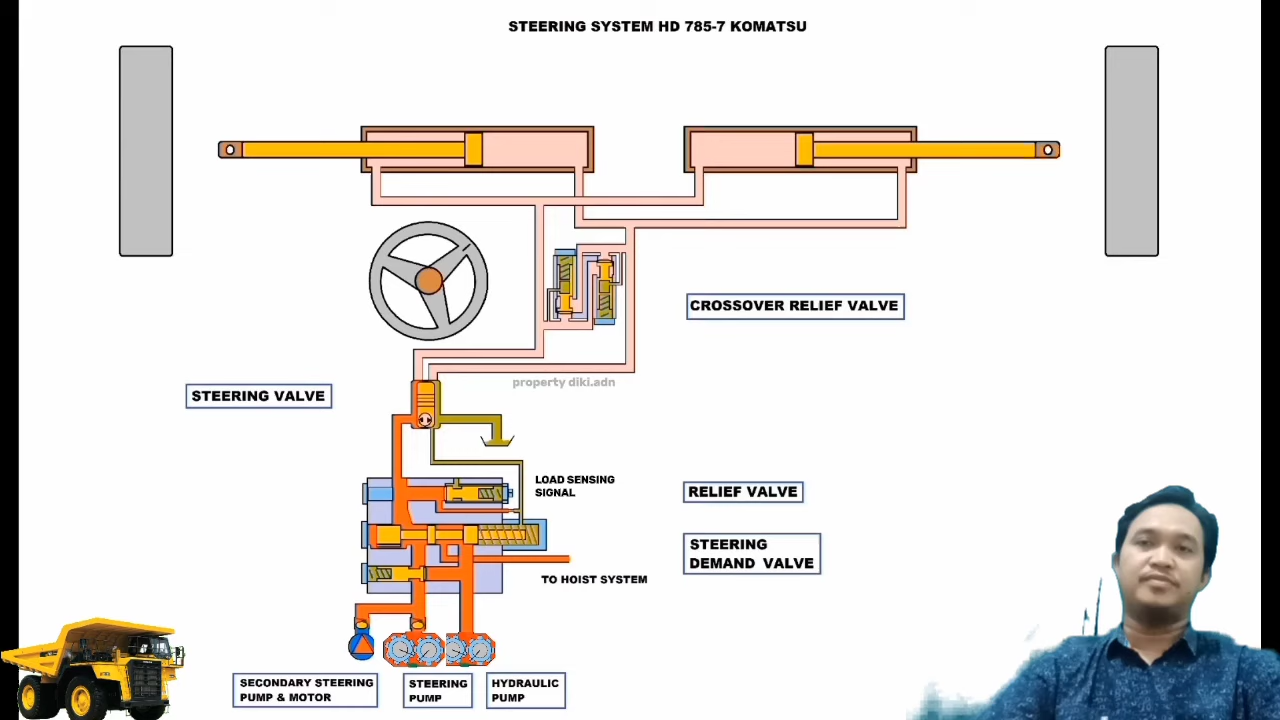 STEERING SYSTEM HD 785-7 KOMATSU
CROSSOVER RELIEF VALVE
property diki.adn
STEERING VALVE
LOAD SENSING
SIGNAL
RELIEF VALVE
STEERING
DEMAND VALVE
TO HOIST SYSTEM
SECONDARY STEERING
PUMP & MOTOR
STEERING
PUMP
HYDRAULIC
PUMP